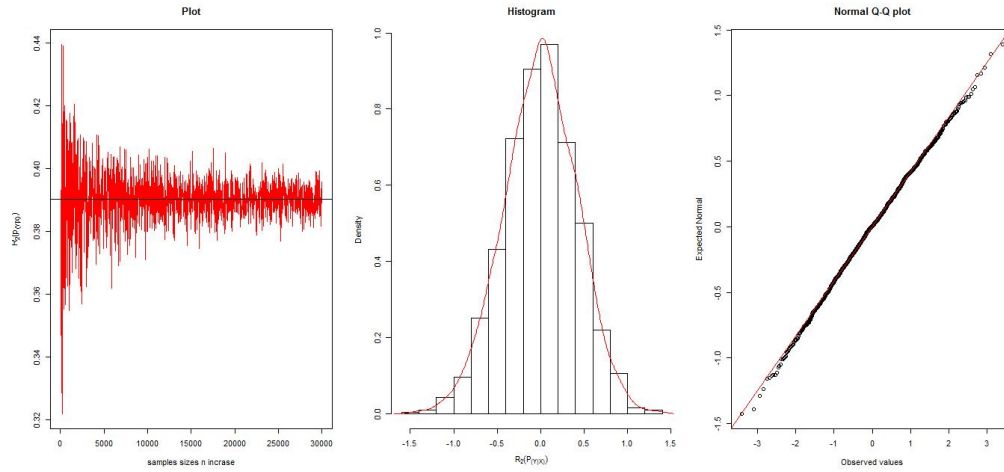 Plot
0.32 0.34 0.36 0.38 0.40 0.42 0.44
0 5000 10000 15000 20000 25000 30000
samples sizes n incrase
Histogram
Density
0.0 0.2 0.4 0.6 0.8 1.0
-1.5 -1.0 -0.5 0.0 0.5 1.0 1.5
R₂(P(Y|X))
Normal Q-Q plot
Expected Normal
-1.5 -1.0 -0.5 0.0 0.5 1.0 1.5
-3 -2 -1 0 1 2 3
Observed values